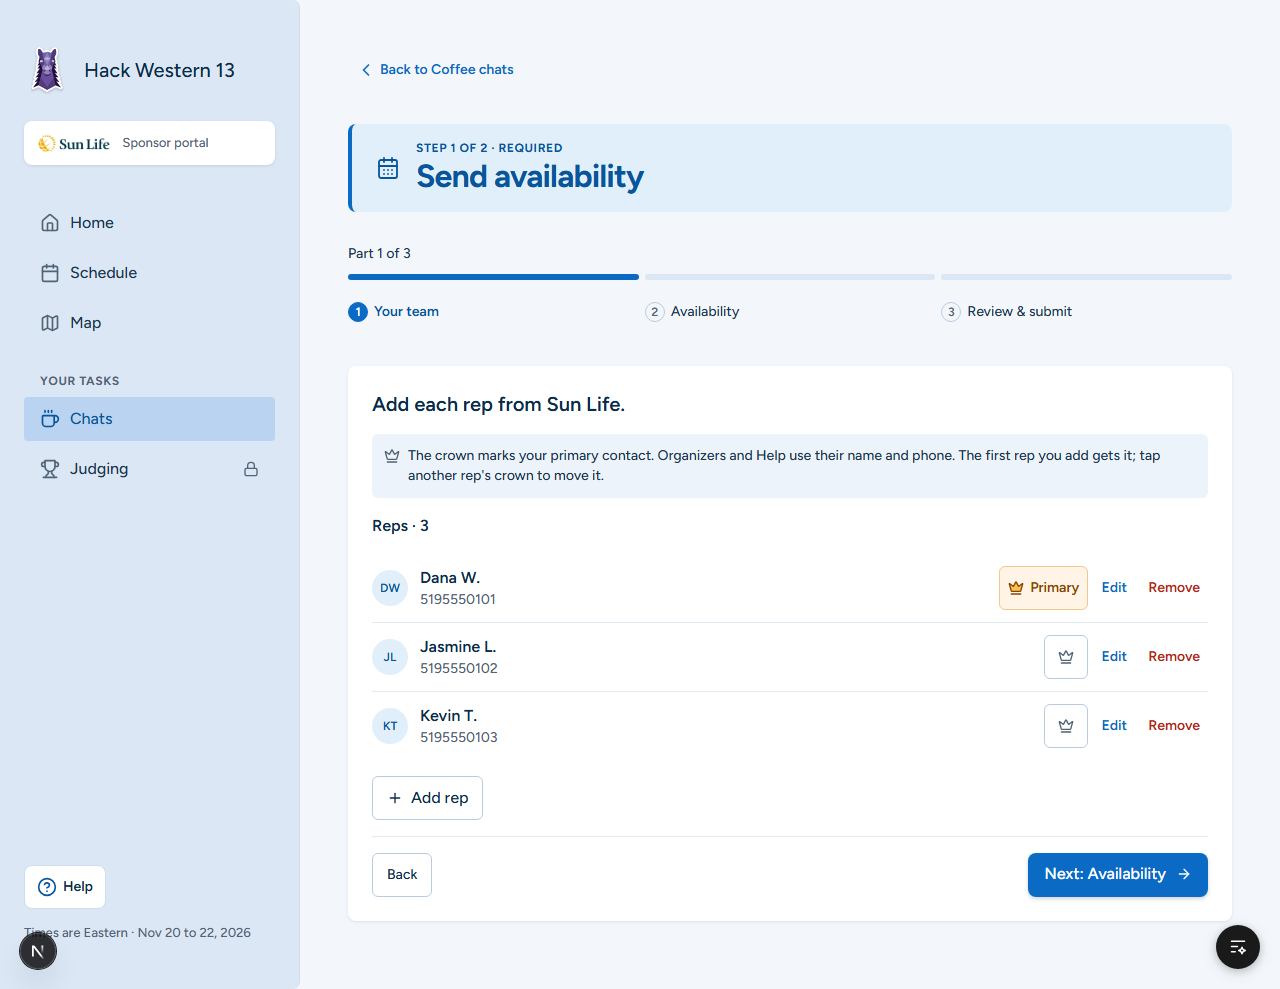 Hack Western 13
Sun Life Sponsor portal
Home
Schedule
Map
YOUR TASKS
Chats
Judging
Help
Times are Eastern · Nov 20 to 22, 2026
N
Back to Coffee chats
STEP 1 OF 2 · REQUIRED
Send availability
Part 1 of 3
1 Your team
2 Availability
3 Review & submit
Add each rep from Sun Life.
The crown marks your primary contact. Organizers and Help use their name and phone. The first rep you add gets it; tap
another rep's crown to move it.
Reps · 3
DW Dana W. Primary Edit Remove
5195550101
JL Jasmine L. Edit Remove
5195550102
KT Kevin T. Edit Remove
5195550103
Add rep
Back
Next: Availability